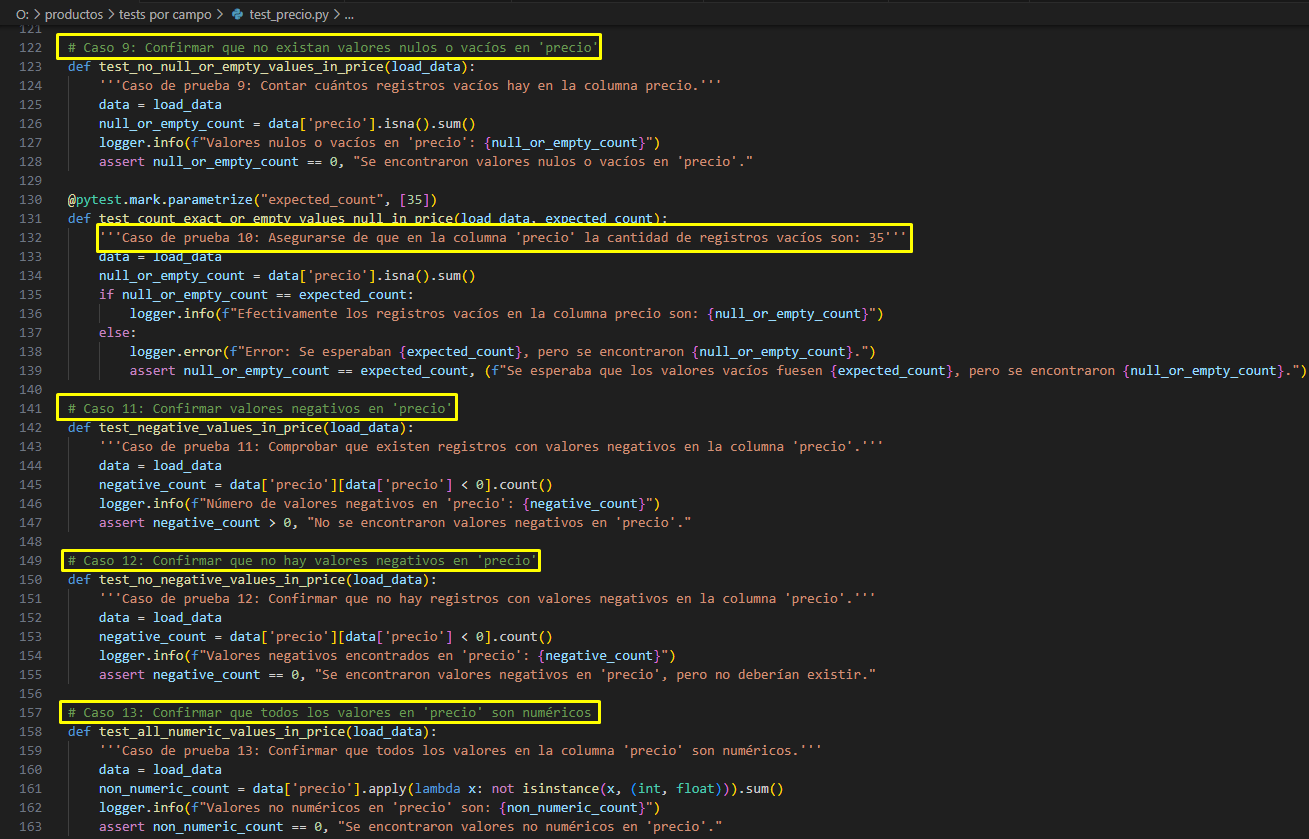 O: > productos > tests por campo > test_precio.py > ...
121
122 # Caso 9: Confirmar que no existan valores nulos o vacíos en 'precio'
123 def test_no_null_or_empty_values_in_price(load_data):
124     '''Caso de prueba 9: Contar cuántos registros vacíos hay en la columna precio.'''
125     data = load_data
126     null_or_empty_count = data['precio'].isna().sum()
127     logger.info(f"Valores nulos o vacíos en 'precio': {null_or_empty_count}")
128     assert null_or_empty_count == 0, "Se encontraron valores nulos o vacíos en 'precio'."
129
130 @pytest.mark.parametrize("expected_count", [35])
131 def test_count_exact_or_empty_values_null_in_price(load_data, expected_count):
132     '''Caso de prueba 10: Asegurarse de que en la columna 'precio' la cantidad de registros vacíos son: 35'''
133     data = load_data
134     null_or_empty_count = data['precio'].isna().sum()
135     if null_or_empty_count == expected_count:
136         logger.info(f"Efectivamente los registros vacíos en la columna precio son: {null_or_empty_count}")
137     else:
138         logger.error(f"Error: Se esperaban {expected_count}, pero se encontraron {null_or_empty_count}.")
139         assert null_or_empty_count == expected_count, (f"Se esperaba que los valores vacíos fuesen {expected_count}, pero se encontraron {null_or_empty_count}.")
140
141 # Caso 11: Confirmar valores negativos en 'precio'
142 def test_negative_values_in_price(load_data):
143     '''Caso de prueba 11: Comprobar que existen registros con valores negativos en la columna 'precio'.'''
144     data = load_data
145     negative_count = data['precio'][data['precio'] < 0].count()
146     logger.info(f"Número de valores negativos en 'precio': {negative_count}")
147     assert negative_count > 0, "No se encontraron valores negativos en 'precio'."
148
149 # Caso 12: Confirmar que no hay valores negativos en 'precio'
150 def test_no_negative_values_in_price(load_data):
151     '''Caso de prueba 12: Confirmar que no hay registros con valores negativos en la columna 'precio'.'''
152     data = load_data
153     negative_count = data['precio'][data['precio'] < 0].count()
154     logger.info(f"Valores negativos encontrados en 'precio': {negative_count}")
155     assert negative_count == 0, "Se encontraron valores negativos en 'precio', pero no deberían existir."
156
157 # Caso 13: Confirmar que todos los valores en 'precio' son numéricos
158 def test_all_numeric_values_in_price(load_data):
159     '''Caso de prueba 13: Confirmar que todos los valores en la columna 'precio' son numéricos.'''
160     data = load_data
161     non_numeric_count = data['precio'].apply(lambda x: not isinstance(x, (int, float))).sum()
162     logger.info(f"Valores no numéricos en 'precio' son: {non_numeric_count}")
163     assert non_numeric_count == 0, "Se encontraron valores no numéricos en 'precio'."